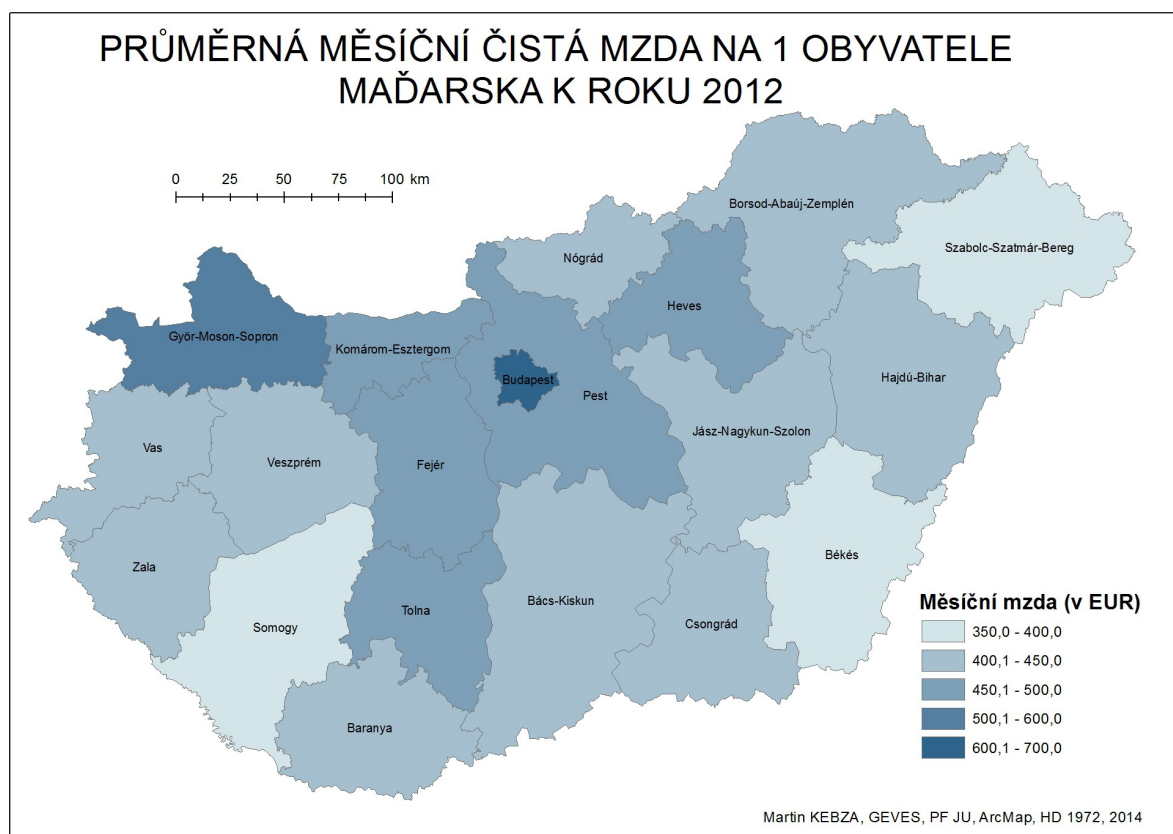 PRŮMĚRNÁ MĚSÍČNÍ ČISTÁ MZDA NA 1 OBYVATELE
MAĎARSKA K ROKU 2012
0 25 50 75 100 km
Borsod-Abaúj-Zemplén
Szabolc-Szatmár-Bereg
Nógrád
Heves
Győr-Moson-Sopron
Komárom-Esztergom
Budapest
Pest
Hajdú-Bihar
Jász-Nagykun-Szolon
Vas
Veszprém
Fejér
Zala
Békés
Bács-Kiskun
Tolna
Csongrád
Somogy
Baranya
Měsíční mzda (v EUR)
350,0 - 400,0
400,1 - 450,0
450,1 - 500,0
500,1 - 600,0
600,1 - 700,0
Martin KEBZA, GEVES, PF JU, ArcMap, HD 1972, 2014